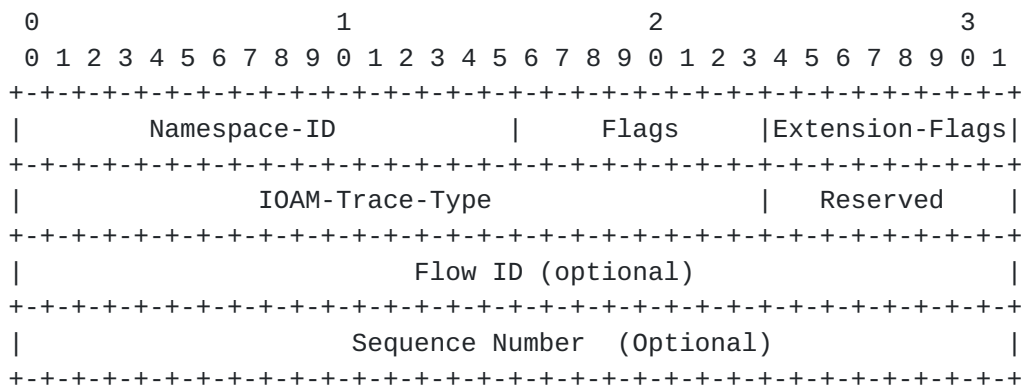 0                   1                   2                   3
 0 1 2 3 4 5 6 7 8 9 0 1 2 3 4 5 6 7 8 9 0 1 2 3 4 5 6 7 8 9 0 1
+-+-+-+-+-+-+-+-+-+-+-+-+-+-+-+-+-+-+-+-+-+-+-+-+-+-+-+-+-+-+-+-+
|        Namespace-ID           |     Flags     |Extension-Flags|
+-+-+-+-+-+-+-+-+-+-+-+-+-+-+-+-+-+-+-+-+-+-+-+-+-+-+-+-+-+-+-+-+
|               IOAM-Trace-Type                 |   Reserved    |
+-+-+-+-+-+-+-+-+-+-+-+-+-+-+-+-+-+-+-+-+-+-+-+-+-+-+-+-+-+-+-+-+
|                         Flow ID (optional)                    |
+-+-+-+-+-+-+-+-+-+-+-+-+-+-+-+-+-+-+-+-+-+-+-+-+-+-+-+-+-+-+-+-+
|                     Sequence Number  (Optional)               |
+-+-+-+-+-+-+-+-+-+-+-+-+-+-+-+-+-+-+-+-+-+-+-+-+-+-+-+-+-+-+-+-+